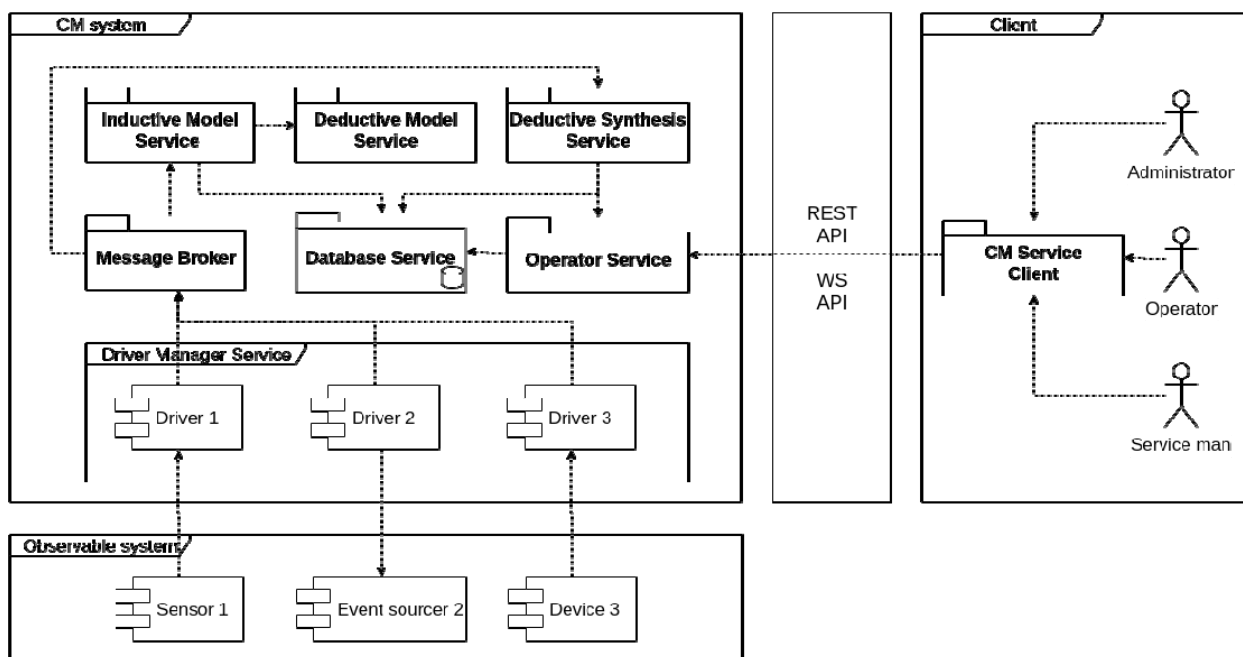 CM system
Client
Inductive Model
Service
Deductive Model
Service
Deductive Synthesis
Service
Administrator
REST
API
WS
API
Message Broker
Database Service
Operator Service
CM Service
Client
Operator
Driver Manager Service
Driver 1
Driver 2
Driver 3
Service man
Observable system
Sensor 1
Event sourcer 2
Device 3